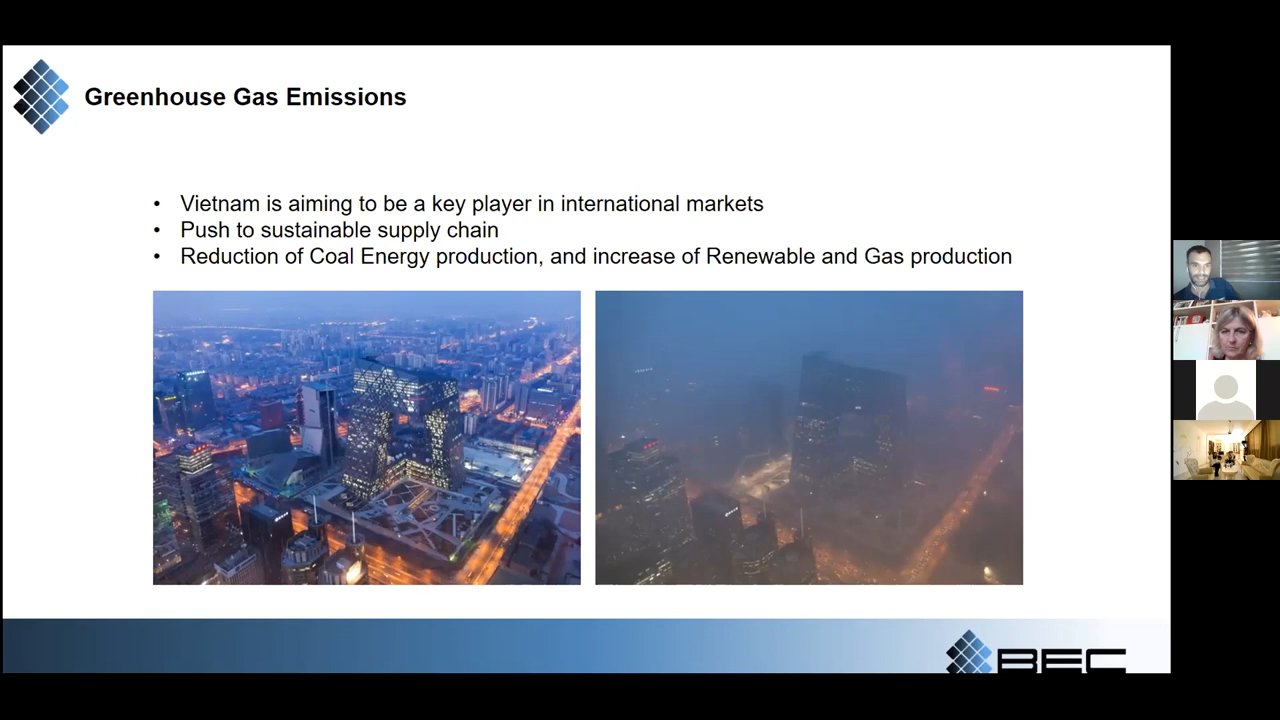 Greenhouse Gas Emissions
• Vietnam is aiming to be a key player in international markets
• Push to sustainable supply chain
• Reduction of Coal Energy production, and increase of Renewable and Gas production
BEC